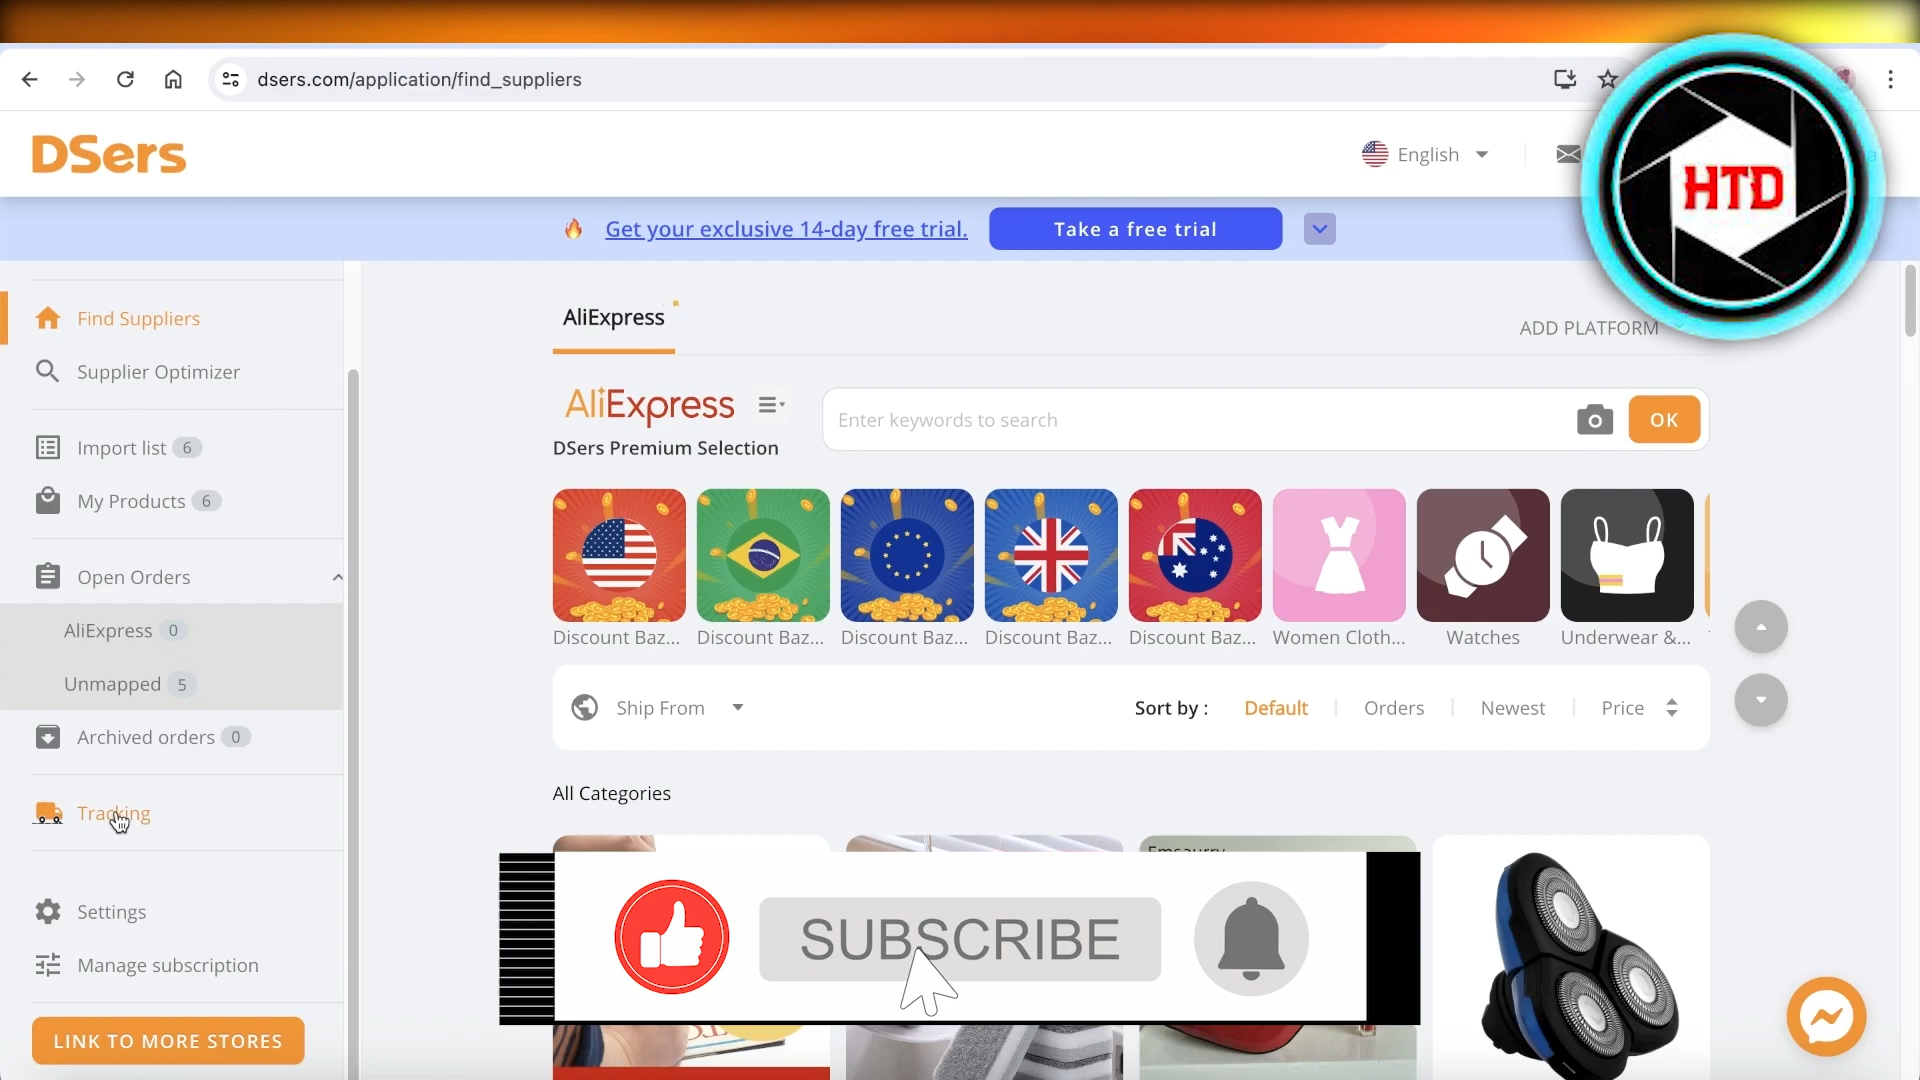 dsers.com/application/find_suppliers
DSers
English
HTD
Get your exclusive 14-day free trial.
Take a free trial
Find Suppliers
Supplier Optimizer
Import list 6
My Products 6
Open Orders
AliExpress 0
Unmapped 5
Archived orders 0
Tracking
Settings
Manage subscription
LINK TO MORE STORES
AliExpress
ADD PLATFORM
AliExpress
Enter keywords to search
OK
DSers Premium Selection
Discount Baz...
Discount Baz...
Discount Baz...
Discount Baz...
Discount Baz...
Women Cloth...
Watches
Underwear &...
Ship From
Sort by :
Default
Orders
Newest
Price
All Categories
SUBSCRIBE